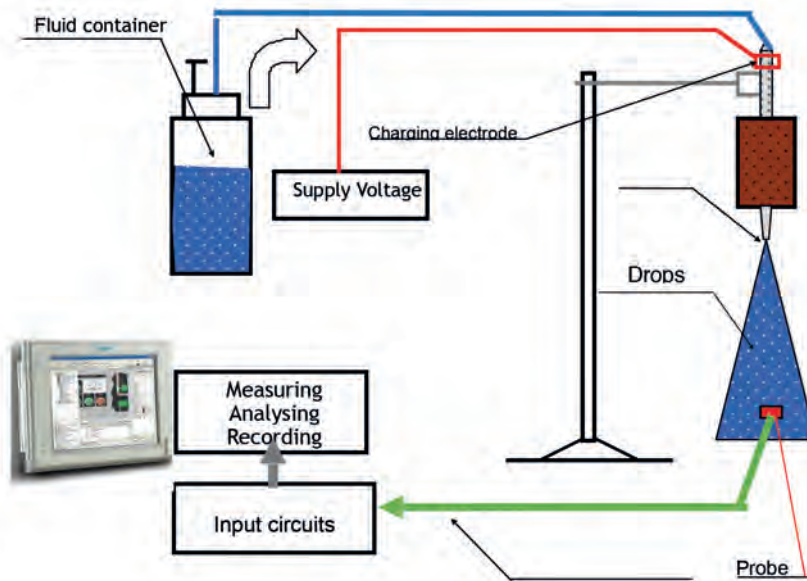 Fluid container
Charging electrode
Supply Voltage
Drops
Measuring
Analysing
Recording
Input circuits
Probe